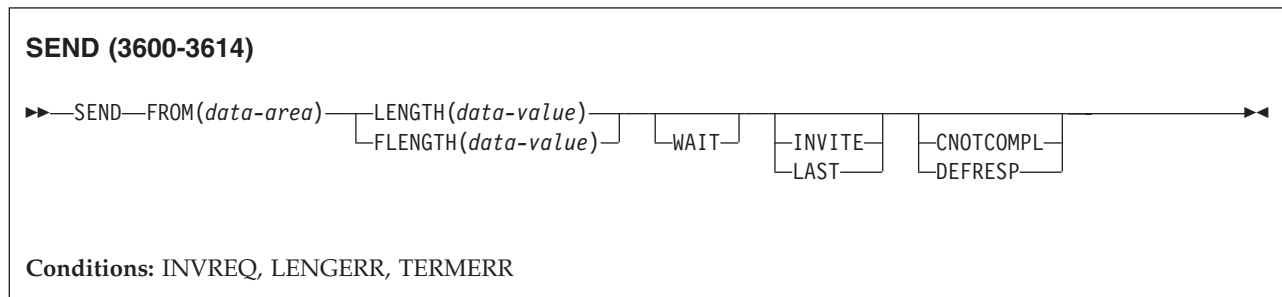 SEND (3600-3614)
SEND FROM(data-area) LENGTH(data-value)
FLENGTH(data-value) WAIT INVITE CNOTCOMPL
LAST DEFRESP
Conditions: INVREQ, LENGERR, TERMERR